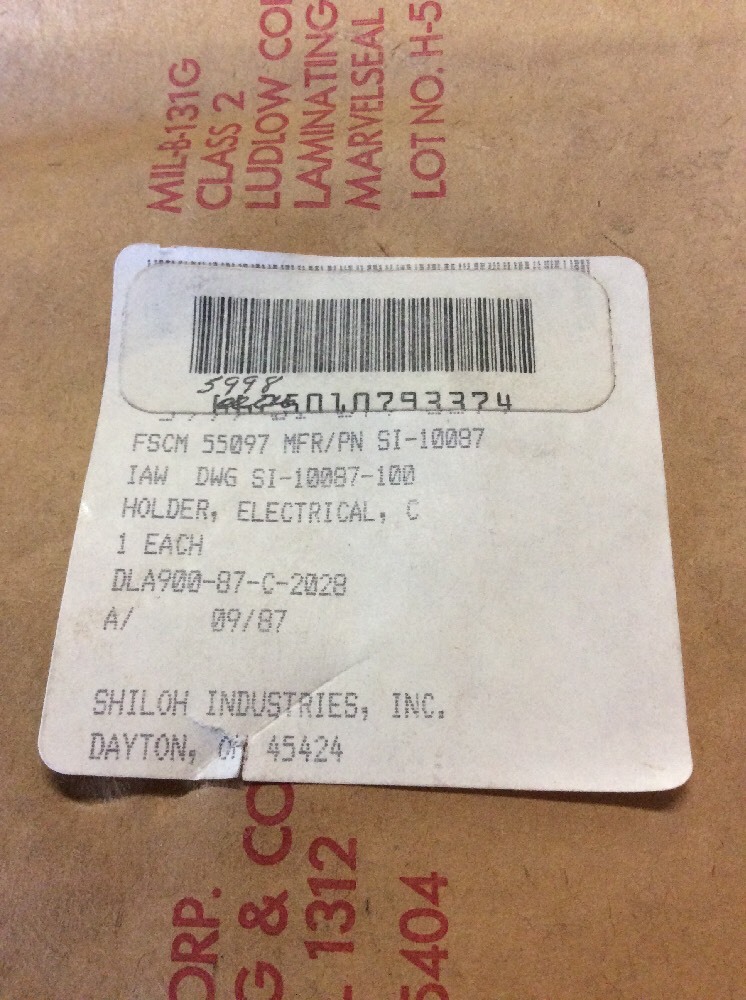 MIL-B-131G
CLASS 2
LUDLOW CO
LAMINATING
MARVELSEAL
LOT NO. H-5
5998
5010793374
FSCM 55097 MFR/PN SI-10087
IAW DWG SI-10087-100
HOLDER, ELECTRICAL, C
1 EACH
DLA900-87-C-2028
A/ 09/87
SHILOH INDUSTRIES, INC.
DAYTON, OH 45424
ORP.
G & CO
1312
5404